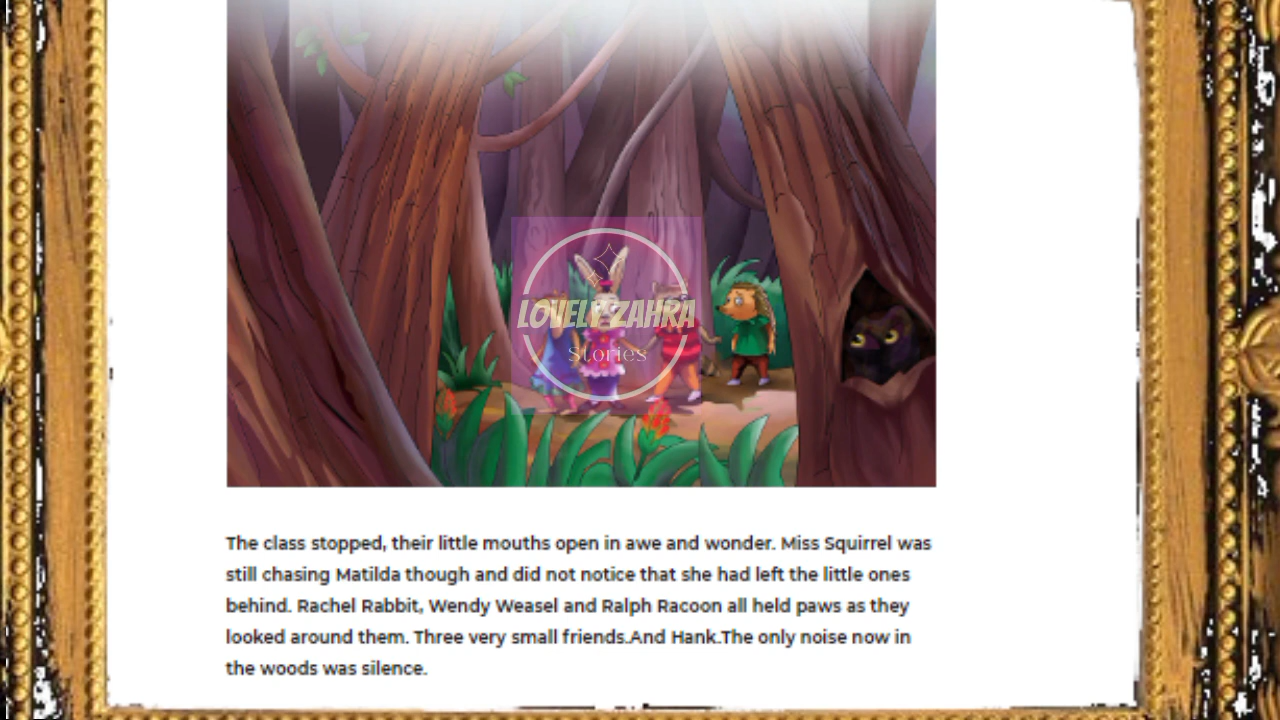 LOVELY ZAHRA
Stories
The class stopped, their little mouths open in awe and wonder. Miss Squirrel was
still chasing Matilda though and did not notice that she had left the little ones
behind. Rachel Rabbit, Wendy Weasel and Ralph Racoon all held paws as they
looked around them. Three very small friends.And Hank.The only noise now in
the woods was silence.